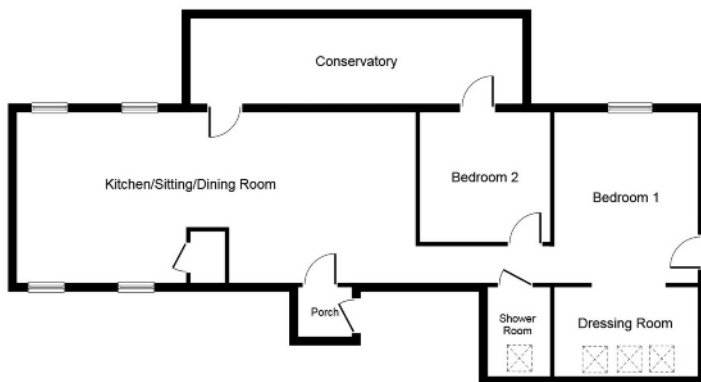 Conservatory
Kitchen/Sitting/Dining Room
Bedroom 2
Bedroom 1
Porch
Shower
Room
Dressing Room